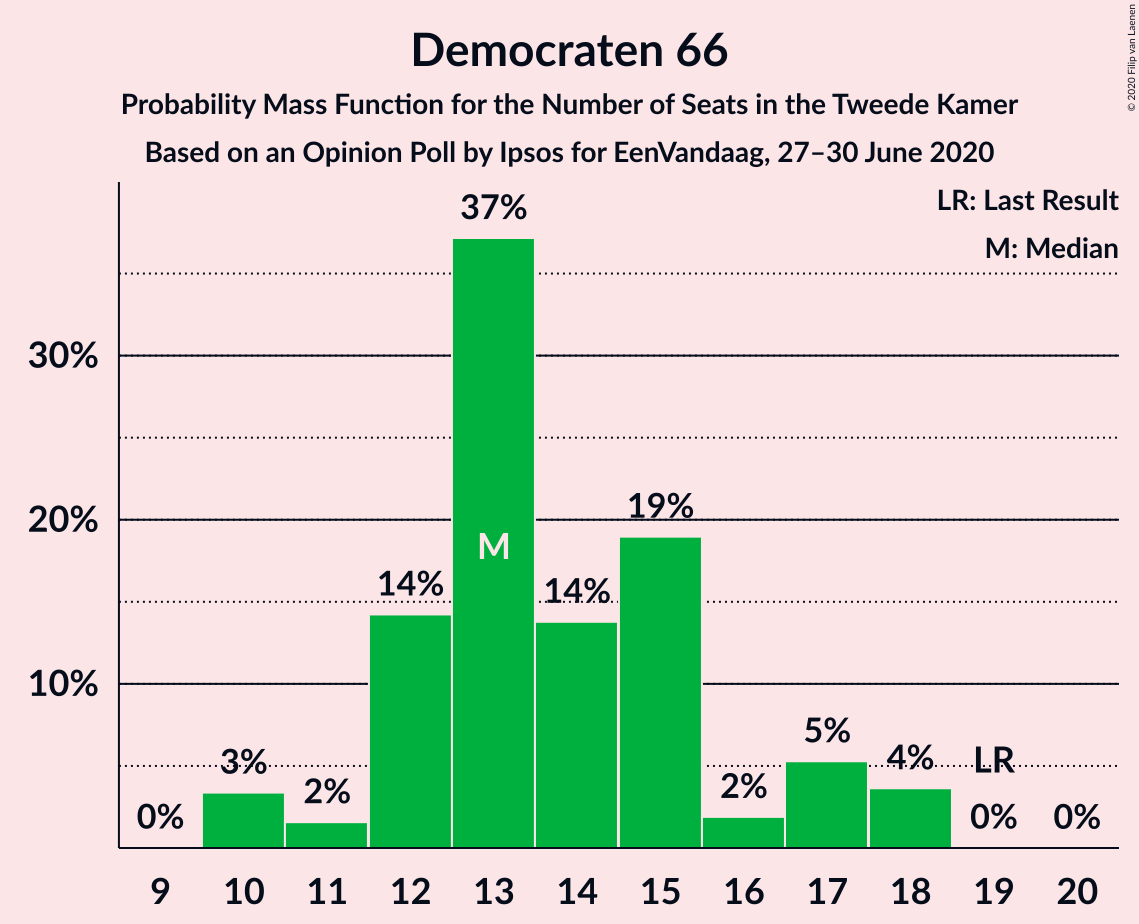 Democraten 66
Probability Mass Function for the Number of Seats in the Tweede Kamer
Based on an Opinion Poll by Ipsos for EenVandaag, 27–30 June 2020
© 2020 Filip van Laenen
LR: Last Result
M: Median
37%
30%
20%
10%
19%
M
14%
14%
5%
4%
LR
3%
2%
2%
0%
0%
0%
9 10 11 12 13 14 15 16 17 18 19 20